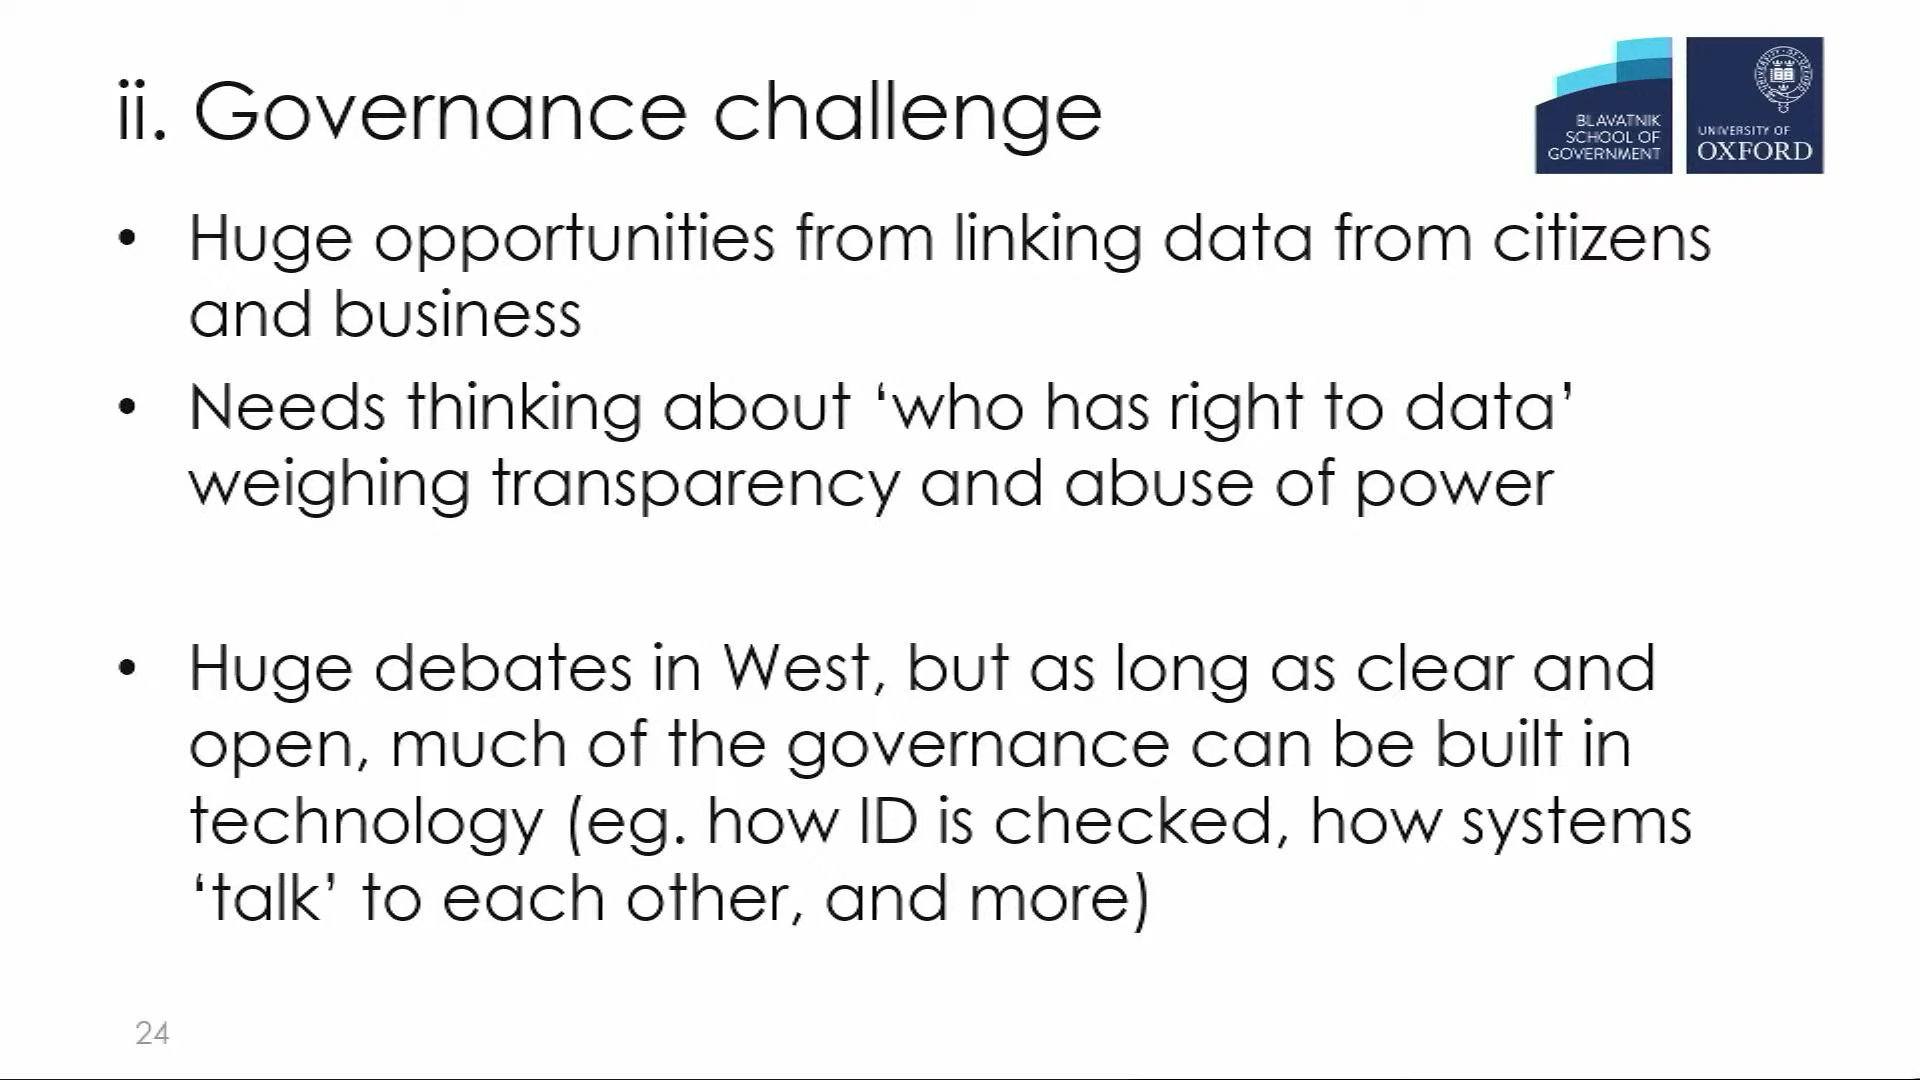 ii. Governance challenge
BLAVATNIK
SCHOOL OF
GOVERNMENT
UNIVERSITY OF
OXFORD
• Huge opportunities from linking data from citizens
and business
• Needs thinking about ‘who has right to data’
weighing transparency and abuse of power
• Huge debates in West, but as long as clear and
open, much of the governance can be built in
technology (eg. how ID is checked, how systems
‘talk’ to each other, and more)
24